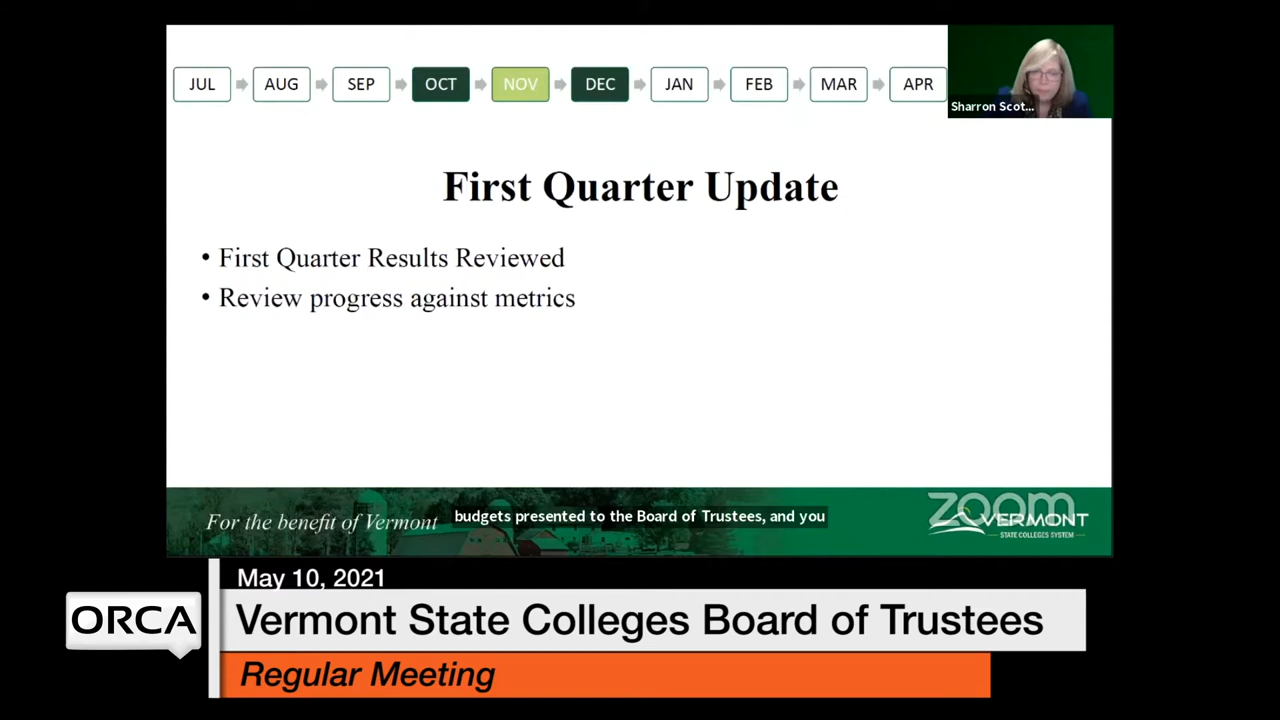 JUL AUG SEP OCT NOV DEC JAN FEB MAR APR
Sharron Scot...
First Quarter Update
• First Quarter Results Reviewed
• Review progress against metrics
For the benefit of Vermont
budgets presented to the Board of Trustees, and you
zoom
VERMONT
STATE COLLEGES SYSTEM
May 10, 2021
ORCA
Vermont State Colleges Board of Trustees
Regular Meeting